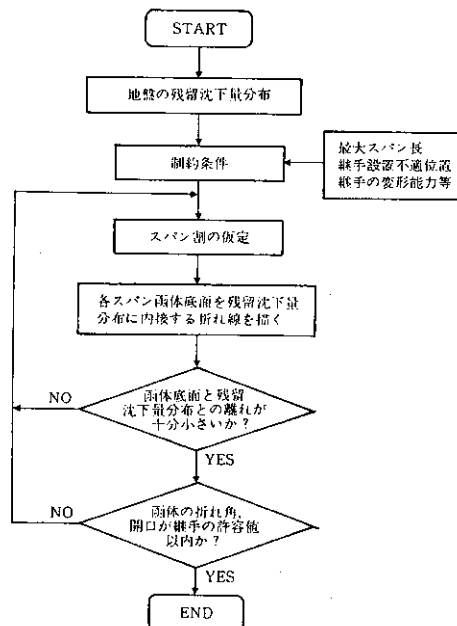 START
地盤の残留沈下量分布
制約条件
最大スパン長
継手設置不適位置
継手の変形能力等
スパン割の仮定
各スパン函体底面を残留沈下量
分布に内接する折れ線を描く
NO
函体底面と残留
沈下量分布との離れが
十分小さいか?
YES
NO
函体の折れ角,
開口が継手の許容値
以内か?
YES
END